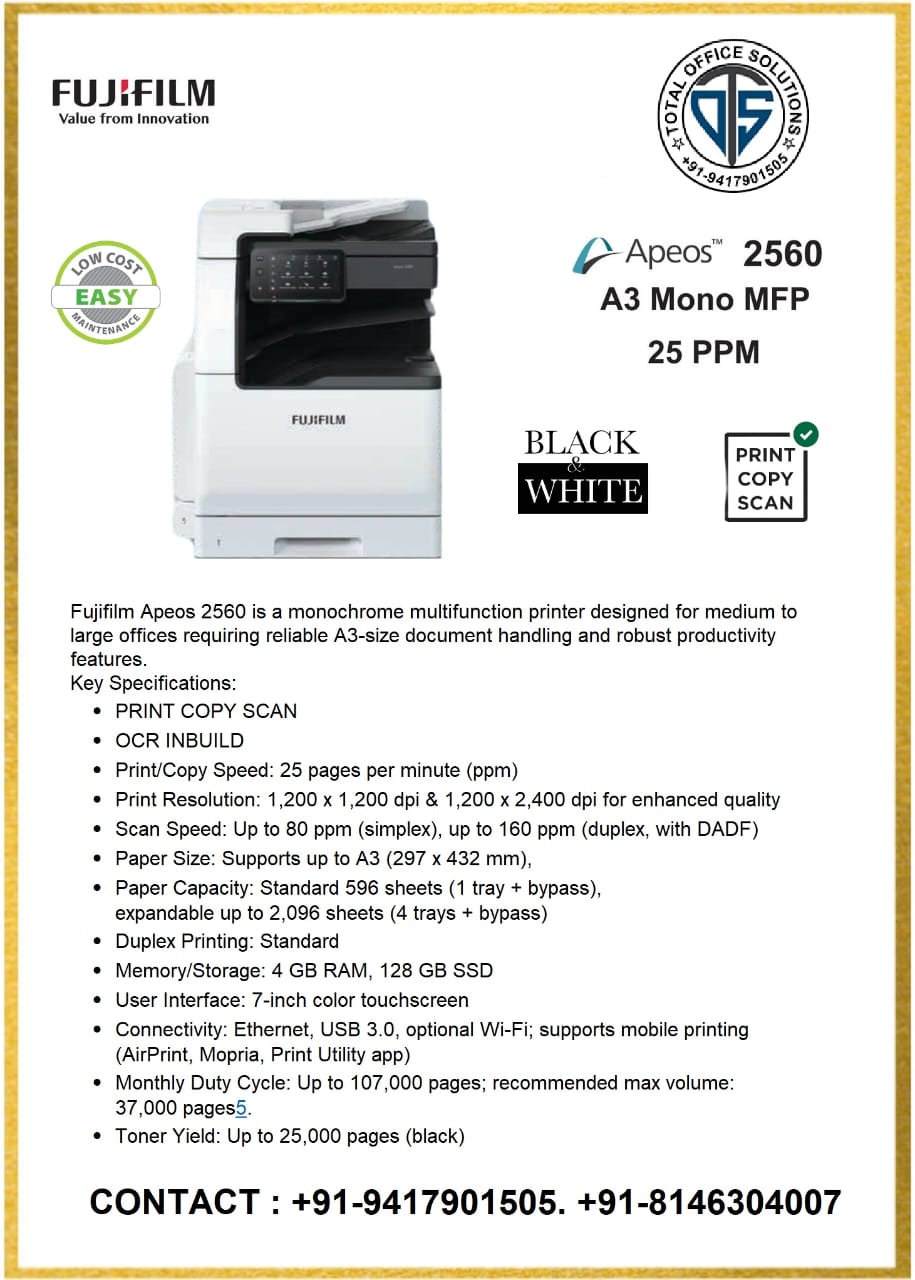 FUJIFILM
Value from Innovation
TOTAL OFFICE SOLUTIONS
OTS
+91-9417901505
LOW COST
EASY
MAINTENANCE
Apeos™ 2560
A3 Mono MFP
25 PPM
FUJIFILM
1
BLACK
&
WHITE
PRINT
COPY
SCAN
Fujifilm Apeos 2560 is a monochrome multifunction printer designed for medium to
large offices requiring reliable A3-size document handling and robust productivity
features.
Key Specifications:
• PRINT COPY SCAN
• OCR INBUILD
• Print/Copy Speed: 25 pages per minute (ppm)
• Print Resolution: 1,200 x 1,200 dpi & 1,200 x 2,400 dpi for enhanced quality
• Scan Speed: Up to 80 ppm (simplex), up to 160 ppm (duplex, with DADF)
• Paper Size: Supports up to A3 (297 x 432 mm),
• Paper Capacity: Standard 596 sheets (1 tray + bypass),
expandable up to 2,096 sheets (4 trays + bypass)
• Duplex Printing: Standard
• Memory/Storage: 4 GB RAM, 128 GB SSD
• User Interface: 7-inch color touchscreen
• Connectivity: Ethernet, USB 3.0, optional Wi-Fi; supports mobile printing
(AirPrint, Mopria, Print Utility app)
• Monthly Duty Cycle: Up to 107,000 pages; recommended max volume:
37,000 pages5.
• Toner Yield: Up to 25,000 pages (black)
CONTACT : +91-9417901505. +91-8146304007